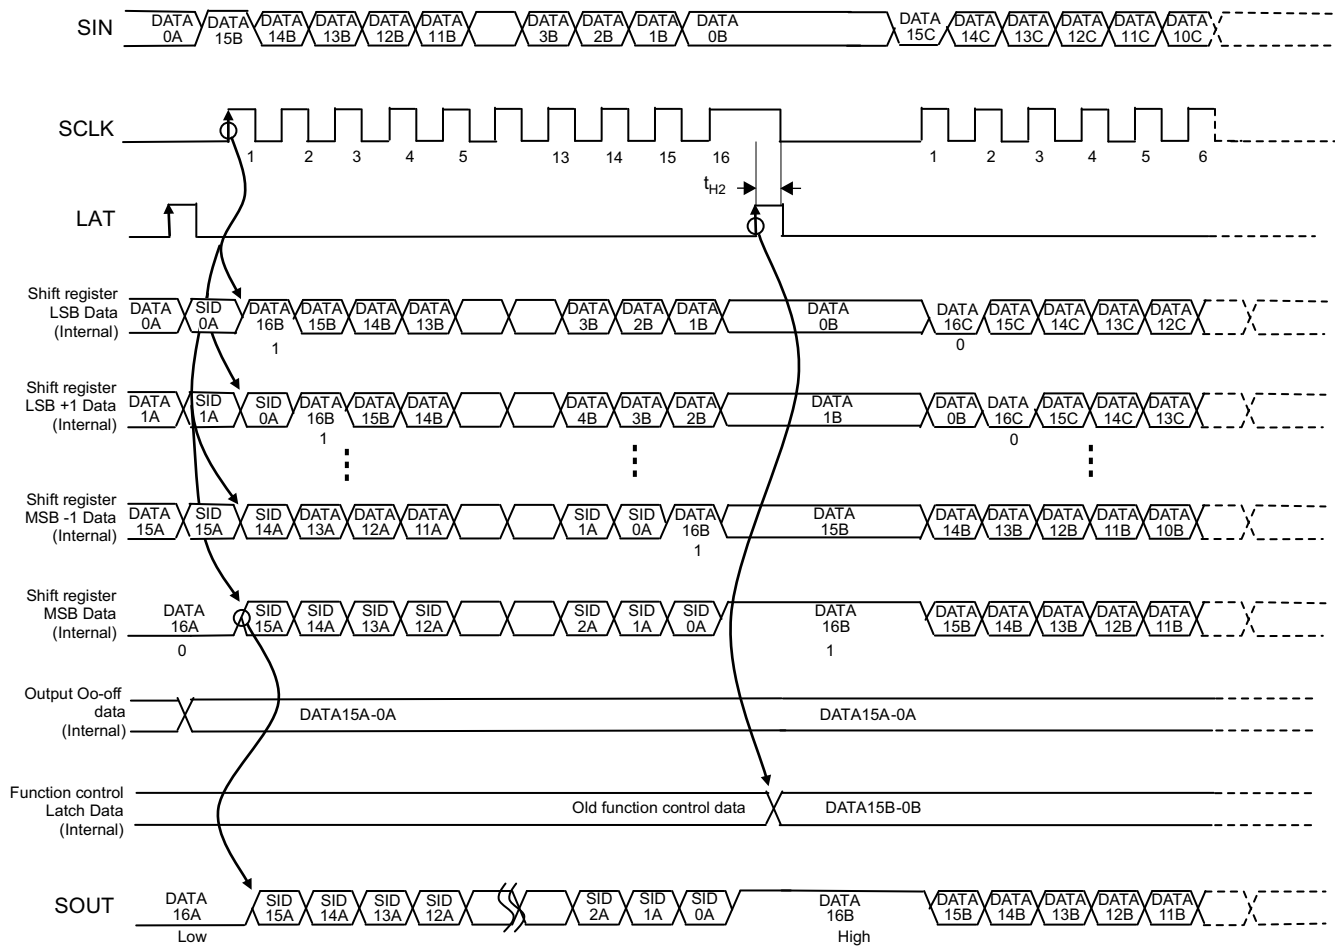 SIN
DATA 0A DATA 15B DATA 14B DATA 13B DATA 12B DATA 11B DATA 3B DATA 2B DATA 1B DATA 0B DATA 15C DATA 14C DATA 13C DATA 12C DATA 11C DATA 10C
SCLK
1 2 3 4 5 13 14 15 16 1 2 3 4 5 6
tH2
LAT
Shift register
LSB Data
(Internal)
DATA 0A SID 0A DATA 16B DATA 15B DATA 14B DATA 13B DATA 3B DATA 2B DATA 1B DATA 0B DATA 16C DATA 15C DATA 14C DATA 13C DATA 12C
1 0
Shift register
LSB +1 Data
(Internal)
DATA 1A SID 1A SID 0A DATA 16B DATA 15B DATA 14B DATA 4B DATA 3B DATA 2B DATA 1B DATA 0B DATA 16C DATA 15C DATA 14C DATA 13C
1 0
Shift register
MSB -1 Data
(Internal)
DATA 15A SID 15A SID 14A DATA 13A DATA 12A DATA 11A SID 1A SID 0A DATA 16B DATA 15B DATA 14B DATA 13B DATA 12B DATA 11B DATA 10B
1
Shift register
MSB Data
(Internal)
DATA 16A SID 15A SID 14A SID 13A SID 12A SID 2A SID 1A SID 0A DATA 16B DATA 15B DATA 14B DATA 13B DATA 12B DATA 11B
0 1
Output Oo-off
data
(Internal)
DATA15A-0A DATA15A-0A
Function control
Latch Data
(Internal)
Old function control data DATA15B-0B
SOUT
DATA 16A SID 15A SID 14A SID 13A SID 12A SID 2A SID 1A SID 0A DATA 16B DATA 15B DATA 14B DATA 13B DATA 12B DATA 11B
Low High